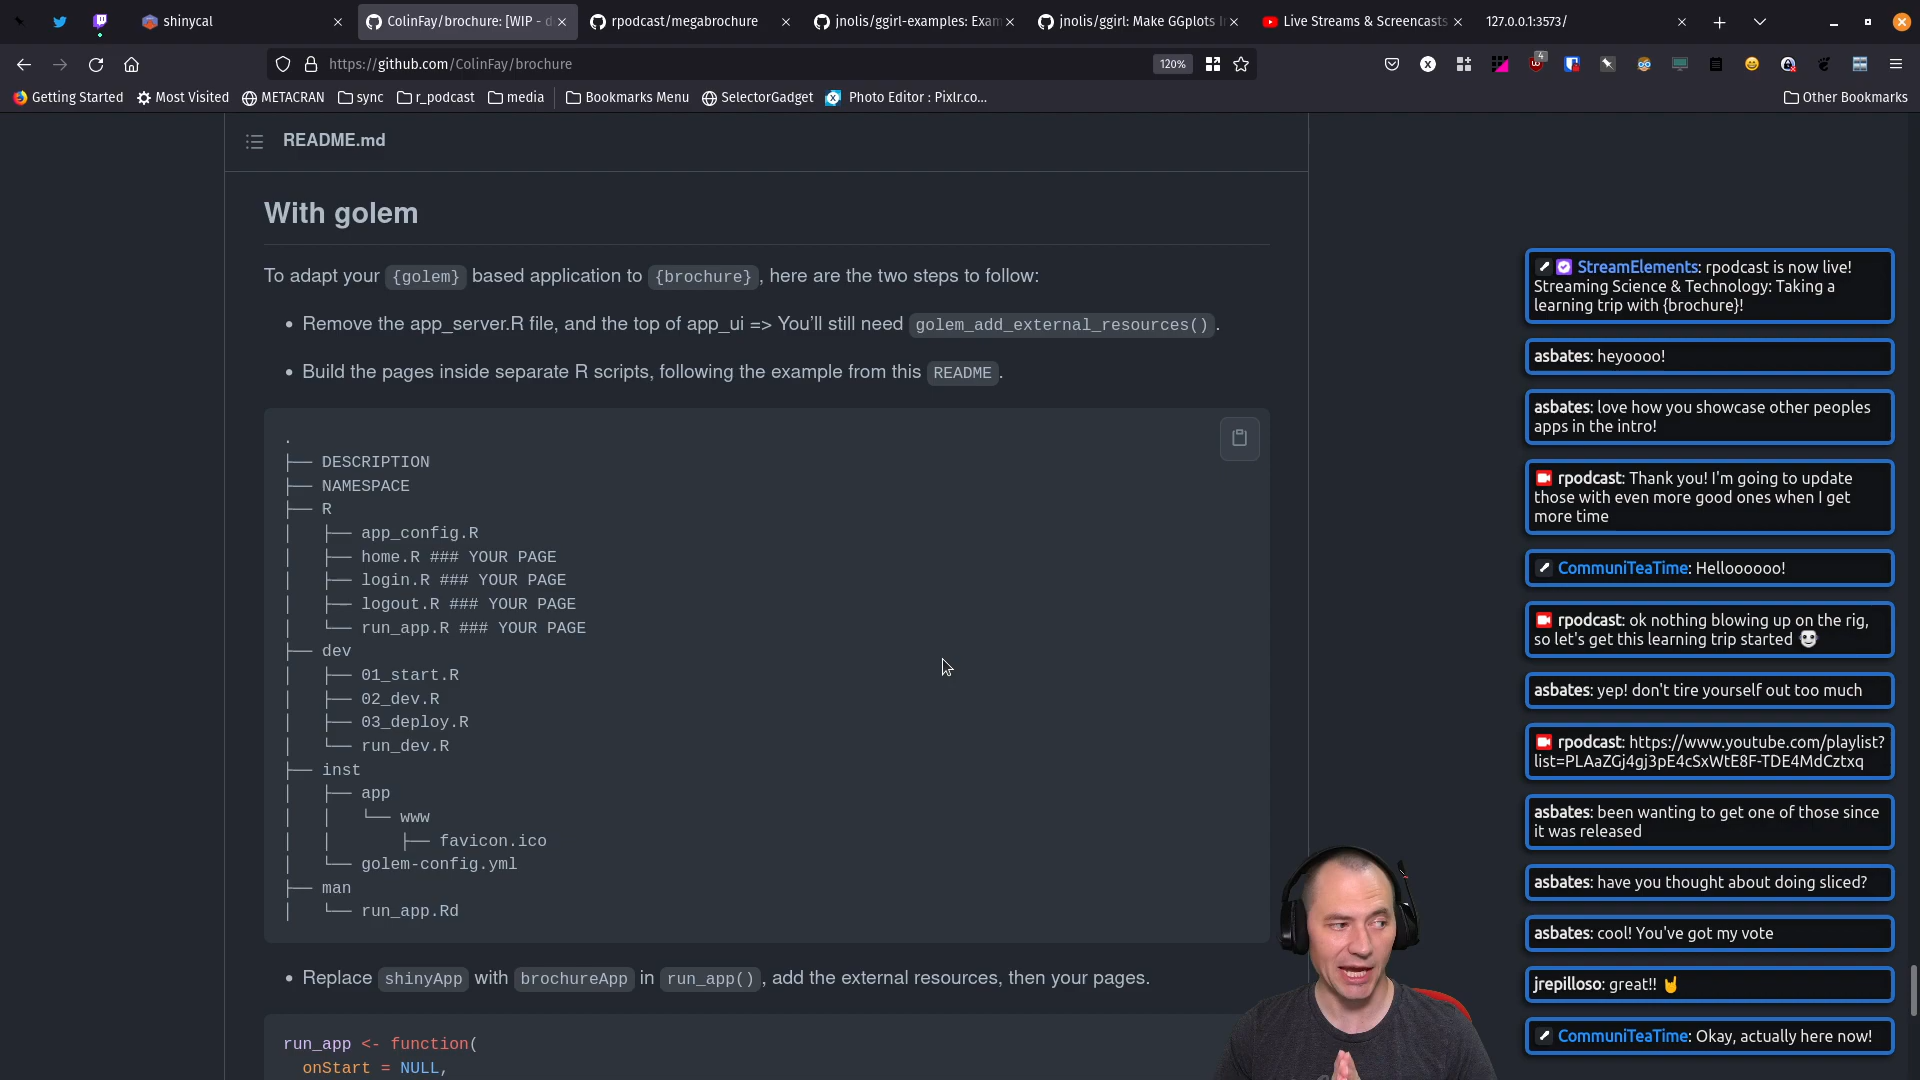 shinycal
ColinFay/brochure: [WIP - d
rpodcast/megabrochure
jnolis/ggirl-examples: Exam
jnolis/ggirl: Make GGplots I
Live Streams & Screencasts
127.0.0.1:3573/
https://github.com/ColinFay/brochure
120%
4
Getting Started
Most Visited
METACRAN
sync
r_podcast
media
Bookmarks Menu
SelectorGadget
Photo Editor : Pixlr.co...
Other Bookmarks
README.md
With golem
To adapt your {golem} based application to {brochure}, here are the two steps to follow:
• Remove the app_server.R file, and the top of app_ui => You'll still need golem_add_external_resources().
• Build the pages inside separate R scripts, following the example from this README.
.
├── DESCRIPTION
├── NAMESPACE
├── R
│   ├── app_config.R
│   ├── home.R ### YOUR PAGE
│   ├── login.R ### YOUR PAGE
│   ├── logout.R ### YOUR PAGE
│   └── run_app.R ### YOUR PAGE
├── dev
│   ├── 01_start.R
│   ├── 02_dev.R
│   ├── 03_deploy.R
│   └── run_dev.R
├── inst
│   ├── app
│   │   └── www
│   │       ├── favicon.ico
│   └── golem-config.yml
├── man
│   └── run_app.Rd
• Replace shinyApp with brochureApp in run_app(), add the external resources, then your pages.
run_app <- function(
onStart = NULL,
StreamElements: rpodcast is now live!
Streaming Science & Technology: Taking a
learning trip with {brochure}!
asbates: heyoooo!
asbates: love how you showcase other peoples
apps in the intro!
rpodcast: Thank you! I'm going to update
those with even more good ones when I get
more time
CommuniTeaTime: Helloooooo!
rpodcast: ok nothing blowing up on the rig,
so let's get this learning trip started 💀
asbates: yep! don't tire yourself out too much
rpodcast: https://www.youtube.com/playlist?
list=PLAaZGj4gj3pE4cSxWtE8F-TDE4MdCztxq
asbates: been wanting to get one of those since
it was released
asbates: have you thought about doing sliced?
asbates: cool! You've got my vote
jrepilloso: great!! 🤘
CommuniTeaTime: Okay, actually here now!